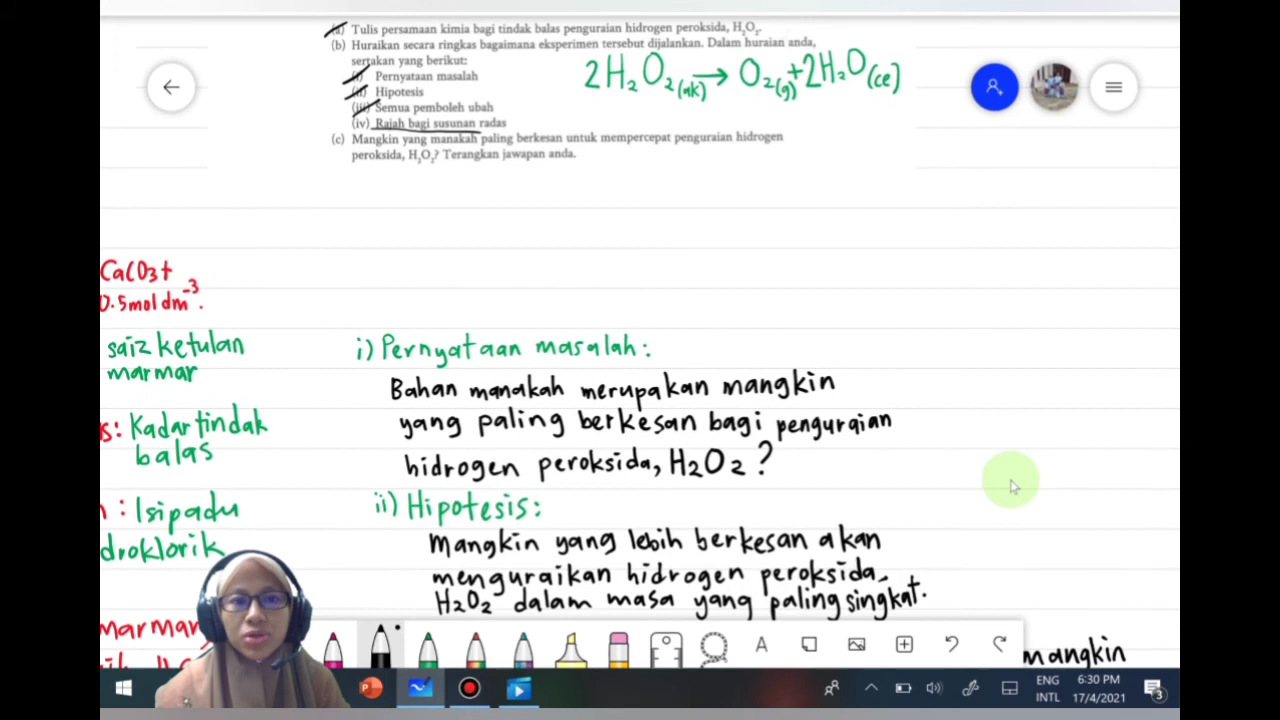 (a) Tulis persamaan kimia bagi tindak balas penguraian hidrogen peroksida, H₂O₂.
(b) Huraikan secara ringkas bagaimana eksperimen tersebut dijalankan. Dalam huraian anda,
sertakan yang berikut:
(i) Pernyataan masalah
(ii) Hipotesis
(iii) Semua pemboleh ubah
(iv) Rajah bagi susunan radas
(c) Mangkin yang manakah paling berkesan untuk mempercepat penguraian hidrogen
peroksida, H₂O₂? Terangkan jawapan anda.
2H₂O₂(ak) → O₂(g) + 2H₂O(ce)
CaCO3+
0.5mol dm⁻³.
saiz ketulan
marmar
s: Kadar tindak
balas
: Isipadu
droklorik
marmar
i) Pernyataan masalah:
Bahan manakah merupakan mangkin
yang paling berkesan bagi penguraian
hidrogen peroksida, H₂O₂?
ii) Hipotesis:
Mangkin yang lebih berkesan akan
menguraikan hidrogen peroksida,
H₂O₂ dalam masa yang paling singkat.
mangkin
ENG
INTL
6:30 PM
17/4/2021
3